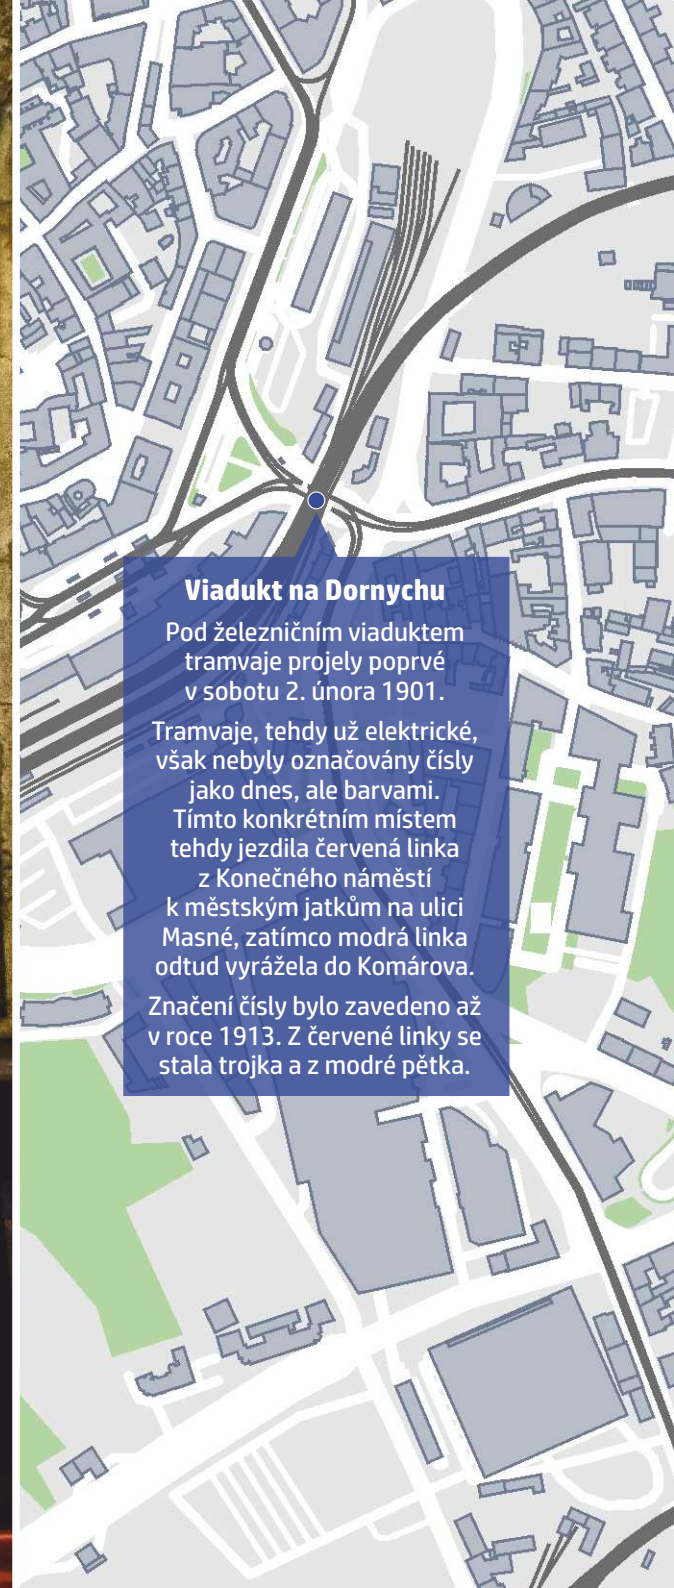 Viadukt na Dornychu
Pod železničním viaduktem
tramvaje projely poprvé
v sobotu 2. února 1901.
Tramvaje, tehdy už elektrické,
však nebyly označovány čísly
jako dnes, ale barvami.
Tímto konkrétním místem
tehdy jezdila červená linka
z Konečného náměstí
k městským jatkům na ulici
Masné, zatímco modrá linka
odtud vyrážela do Komárova.
Značení čísly bylo zavedeno až
v roce 1913. Z červené linky se
stala trojka a z modré pětka.